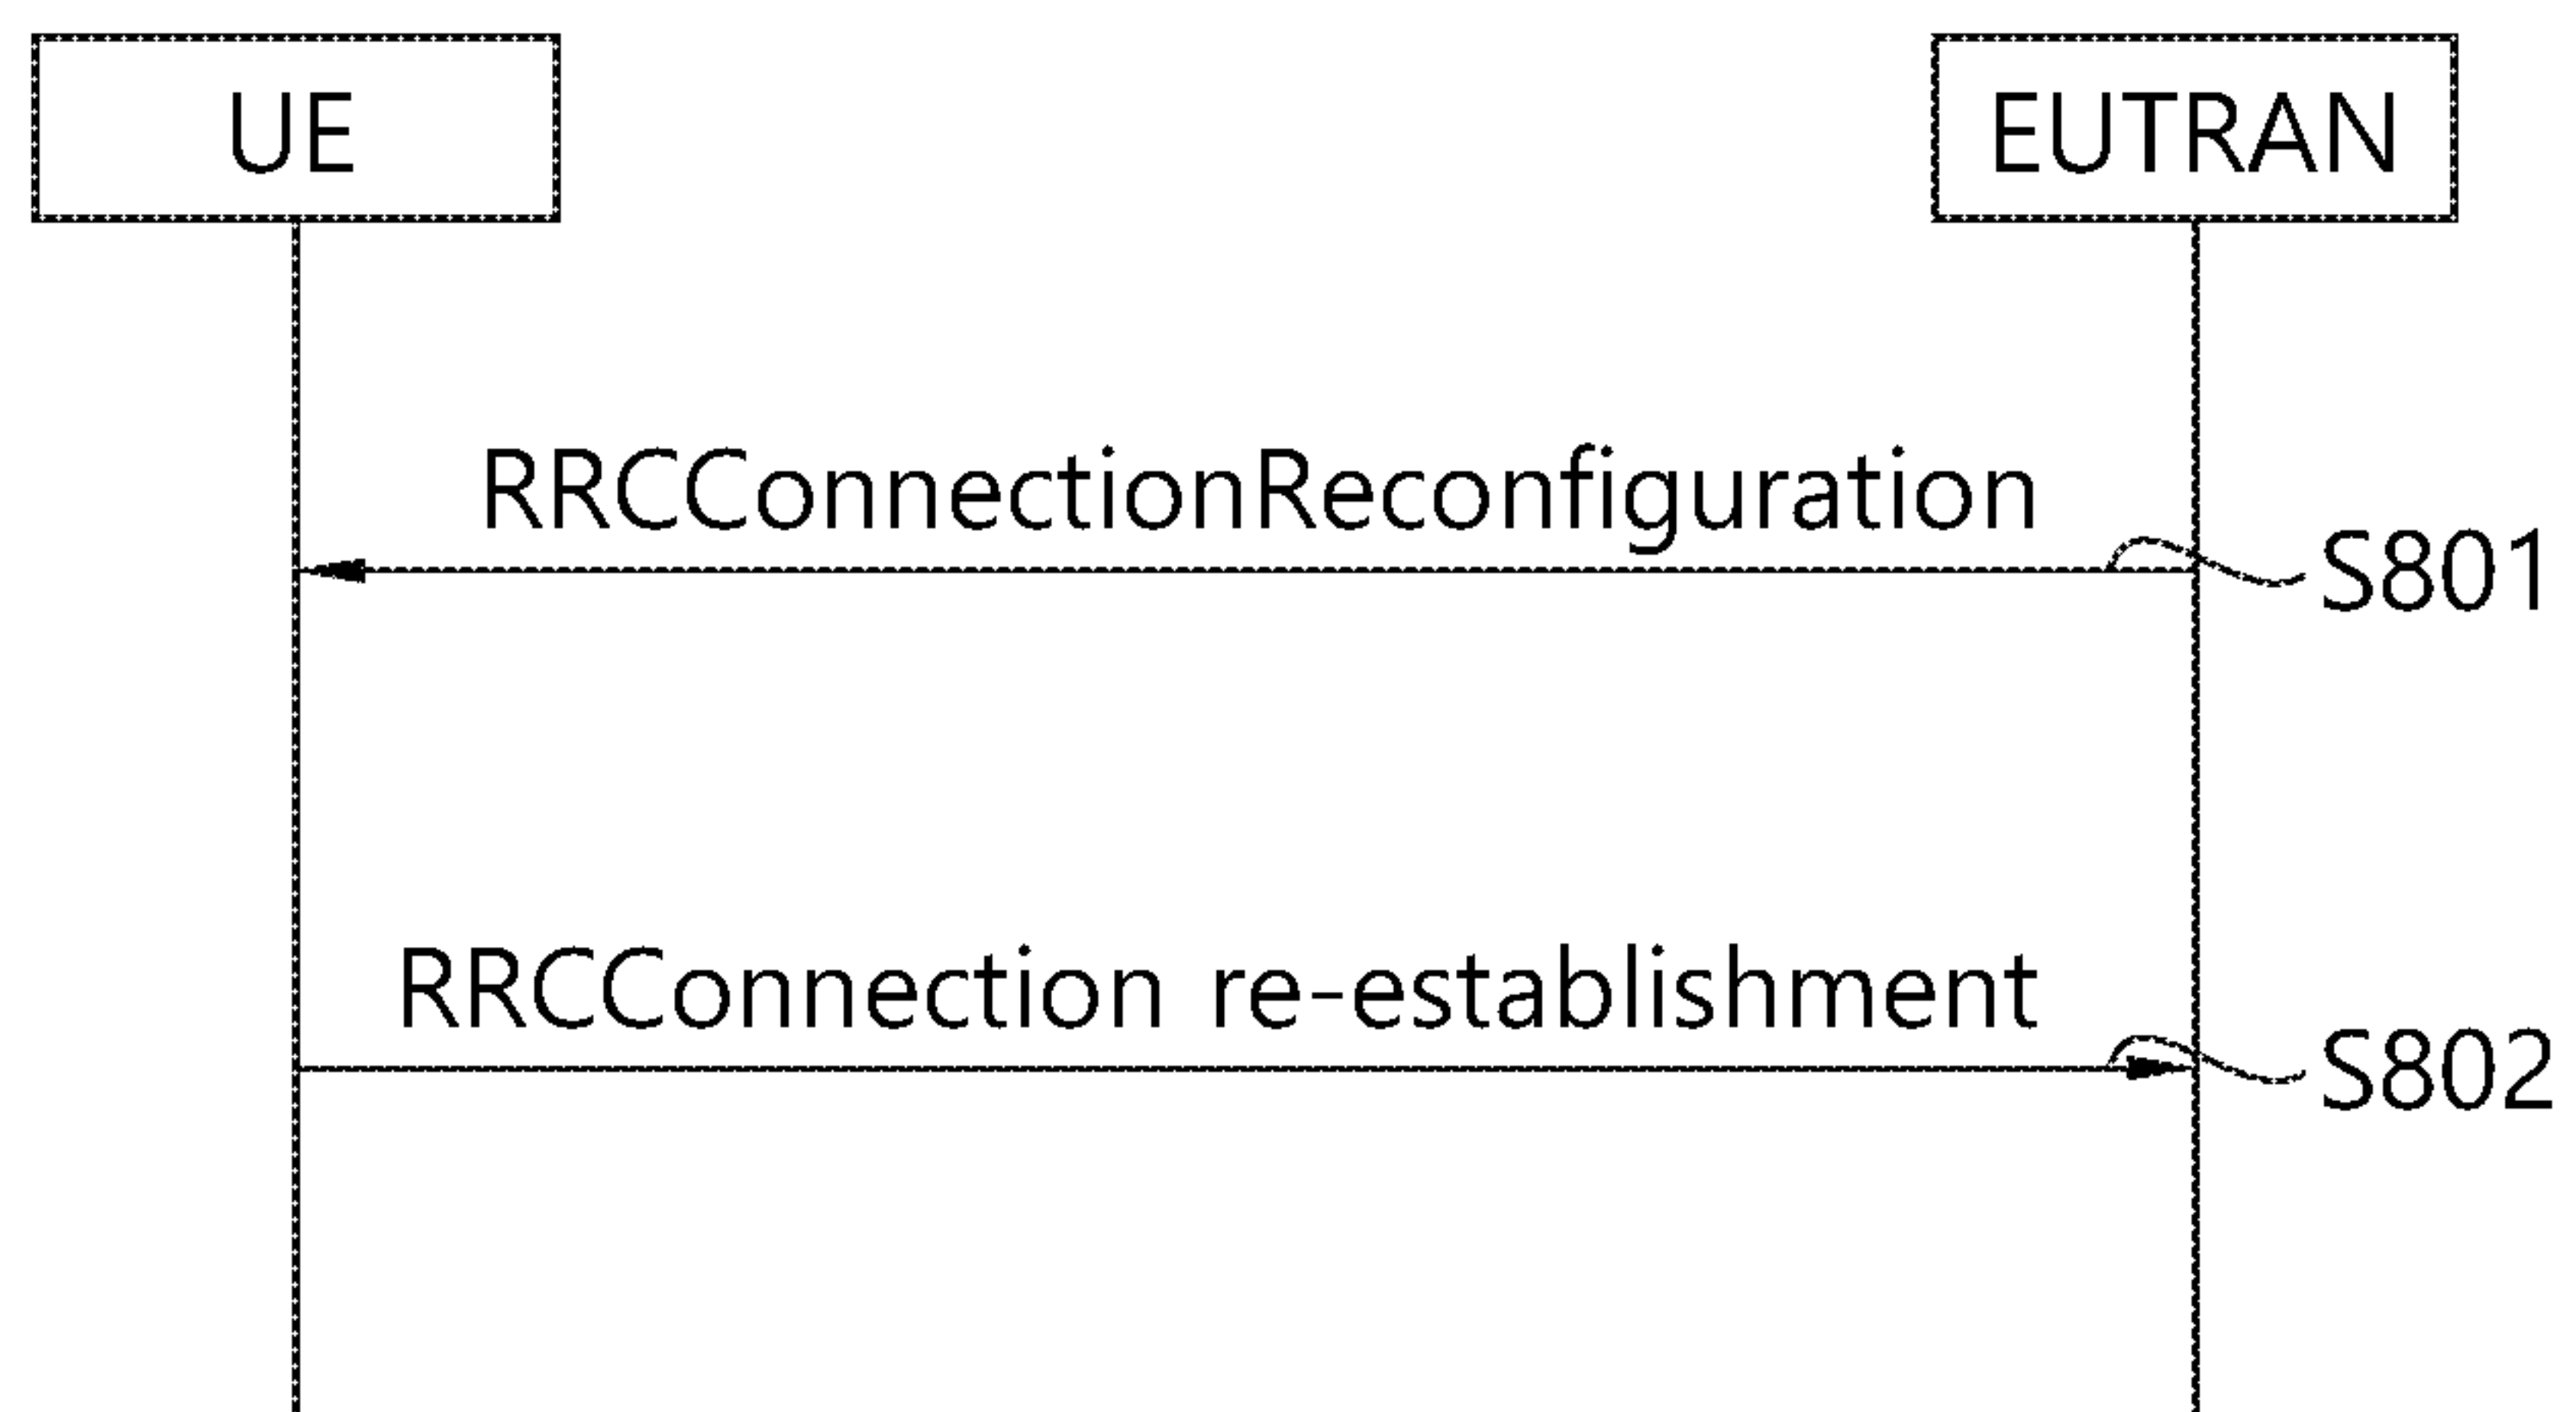 UE
EUTRAN
RRCConnectionReconfiguration
S801
RRCConnection re-establishment
S802